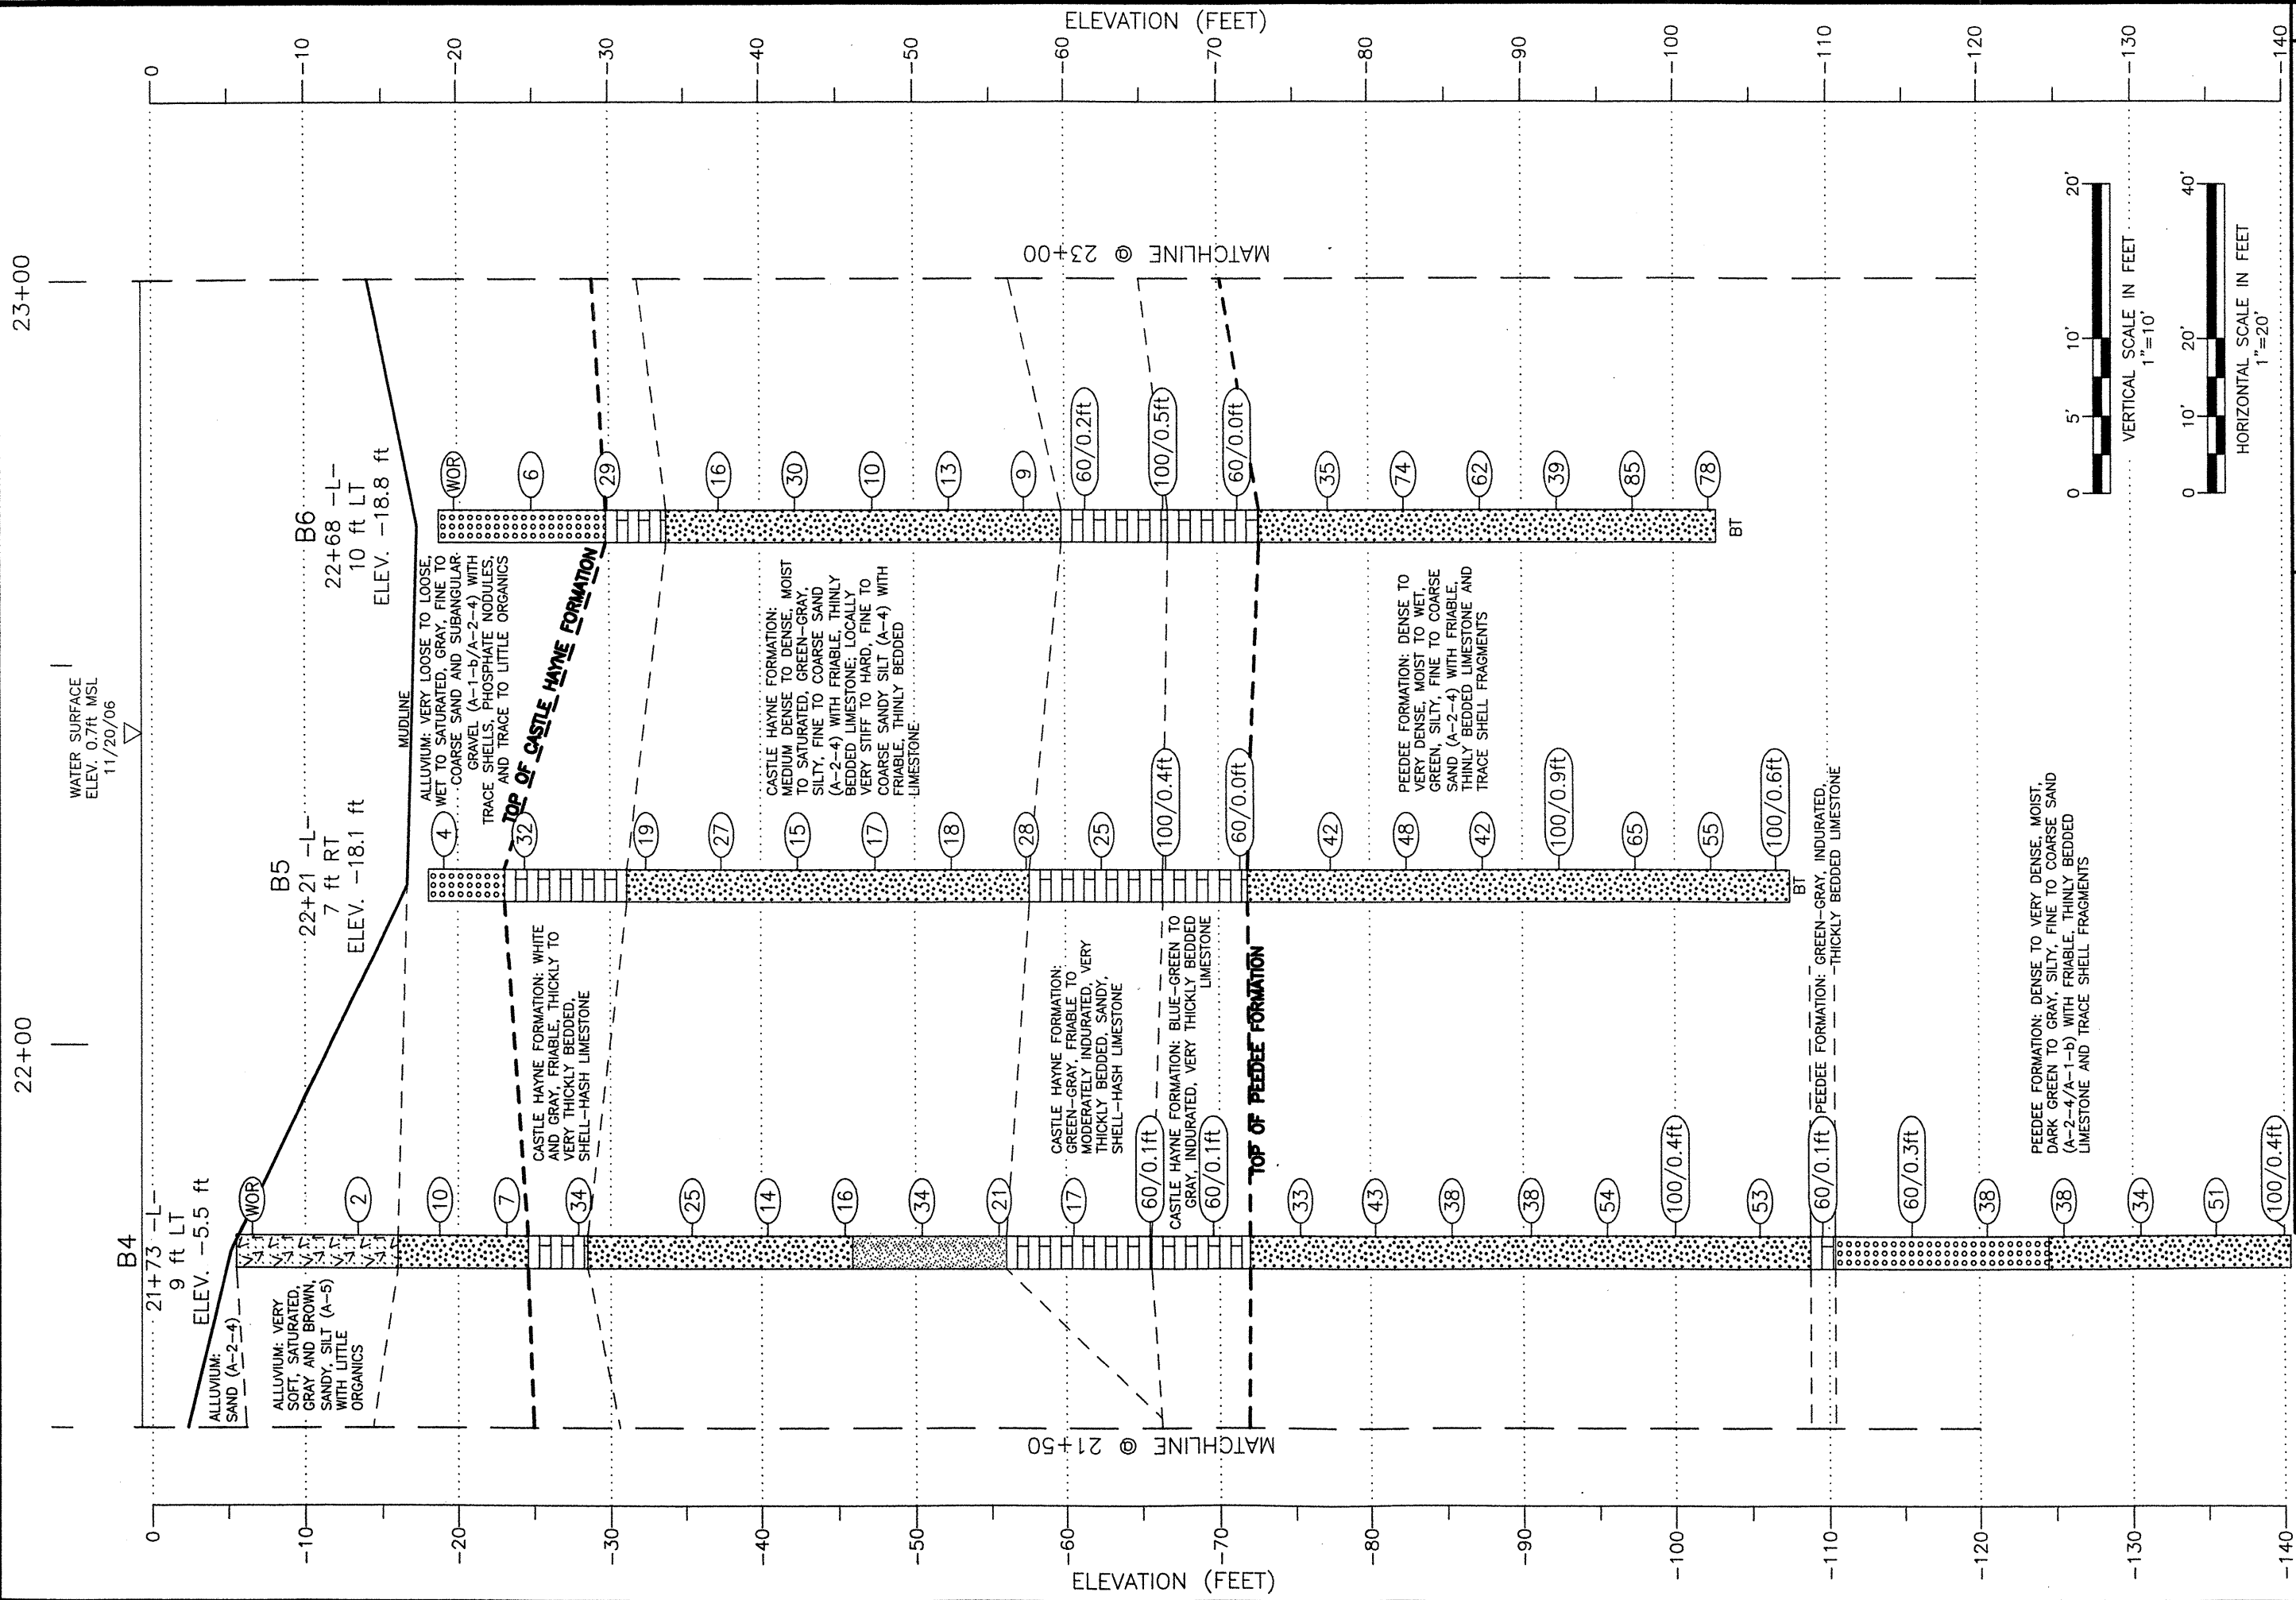 22+00
23+00
WATER SURFACE
ELEV. 0.7ft MSL
11/20/06
B4
21+73 -L-
9 ft LT
ELEV. -5.5 ft
B5
22+21 -L-
7 ft RT
ELEV. -18.1 ft
B6
22+68 -L-
10 ft LT
ELEV. -18.8 ft
ELEVATION (FEET)
0
-10
-20
-30
-40
-50
-60
-70
-80
-90
-100
-110
-120
-130
-140
MATCHLINE @ 21+50
ALLUVIUM:
SAND (A-2-4)
ALLUVIUM: VERY
SOFT, SATURATED,
GRAY AND BROWN,
SANDY, SILT (A-5)
WITH LITTLE
ORGANICS
WOR
2
10
7
34
25
14
16
34
21
17
60/0.1ft
60/0.1ft
33
43
38
38
54
100/0.4ft
53
60/0.1ft
60/0.3ft
38
38
34
51
100/0.4ft
CASTLE HAYNE FORMATION: WHITE
AND GRAY, FRIABLE, THICKLY TO
VERY THICKLY BEDDED,
SHELL-HASH LIMESTONE
CASTLE HAYNE FORMATION:
GREEN-GRAY, FRIABLE TO
MODERATELY INDURATED, VERY
THICKLY BEDDED, SANDY,
SHELL-HASH LIMESTONE
CASTLE HAYNE FORMATION: BLUE-GREEN TO
GRAY, INDURATED, VERY THICKLY BEDDED
LIMESTONE
TOP OF PEEDEE FORMATION
PEEDEE FORMATION: GREEN-GRAY, INDURATED,
THICKLY BEDDED LIMESTONE
PEEDEE FORMATION: DENSE TO VERY DENSE, MOIST,
DARK GREEN TO GRAY, SILTY, FINE TO COARSE SAND
(A-2-4/A-1-b) WITH FRIABLE, THINLY BEDDED
LIMESTONE AND TRACE SHELL FRAGMENTS
MUDLINE
4
32
19
27
15
17
18
28
25
100/0.4ft
60/0.0ft
42
48
42
100/0.9ft
65
55
100/0.6ft
BT
ALLUVIUM: VERY LOOSE TO LOOSE,
WET TO SATURATED, GRAY, FINE TO
COARSE SAND AND SUBANGULAR
GRAVEL (A-1-b/A-2-4) WITH
TRACE SHELLS, PHOSPHATE NODULES,
AND TRACE TO LITTLE ORGANICS
TOP OF CASTLE HAYNE FORMATION
CASTLE HAYNE FORMATION:
MEDIUM DENSE TO DENSE, MOIST
TO SATURATED, GREEN-GRAY,
SILTY, FINE TO COARSE SAND
(A-2-4) WITH FRIABLE, THINLY
BEDDED LIMESTONE; LOCALLY
VERY STIFF TO HARD, FINE TO
COARSE SANDY SILT (A-4) WITH
FRIABLE, THINLY BEDDED
LIMESTONE
PEEDEE FORMATION: DENSE TO
VERY DENSE, MOIST TO WET,
GREEN, SILTY, FINE TO COARSE
SAND (A-2-4) WITH FRIABLE,
THINLY BEDDED LIMESTONE AND
TRACE SHELL FRAGMENTS
WOR
6
29
16
30
10
13
9
60/0.2ft
100/0.5ft
60/0.0ft
35
74
62
39
85
78
BT
MATCHLINE @ 23+00
0
5'
10'
20'
VERTICAL SCALE IN FEET
1"=10'
0
10'
20'
40'
HORIZONTAL SCALE IN FEET
1"=20'
0
-10
-20
-30
-40
-50
-60
-70
-80
-90
-100
-110
-120
-130
-140
ELEVATION (FEET)